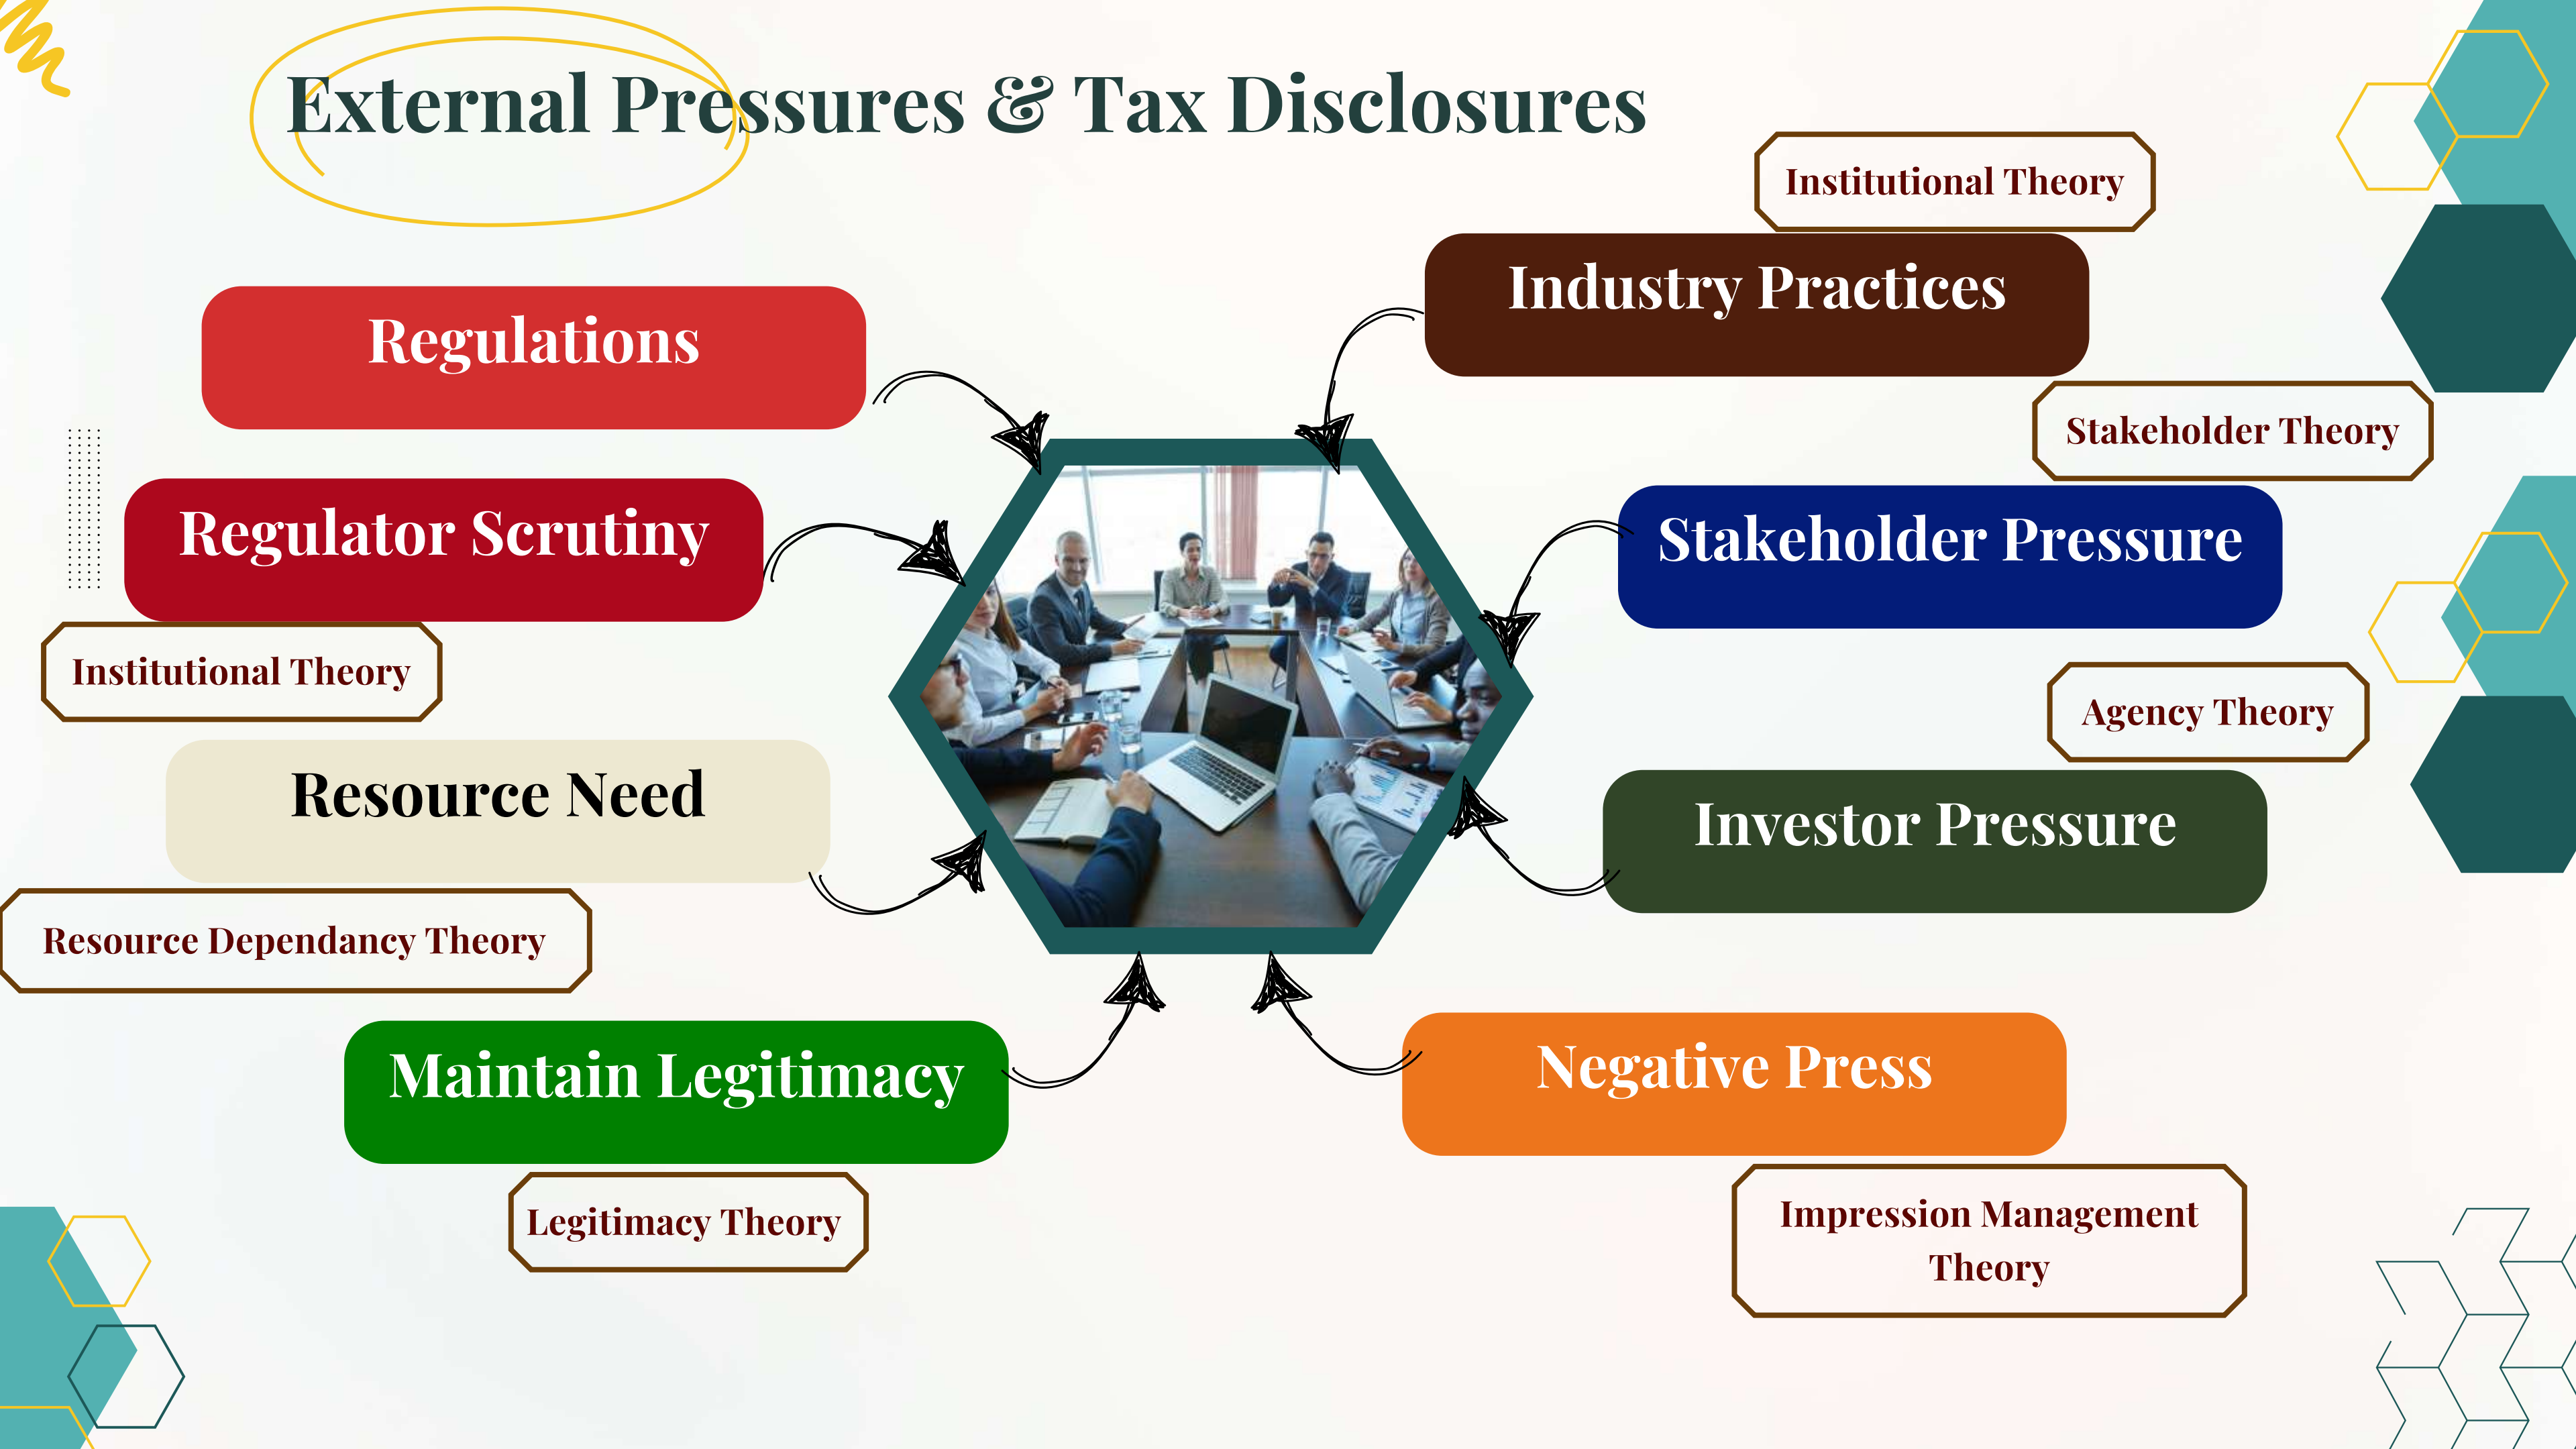 External Pressures & Tax Disclosures
Regulations
Regulator Scrutiny
Institutional Theory
Resource Need
Resource Dependancy Theory
Maintain Legitimacy
Legitimacy Theory
Institutional Theory
Industry Practices
Stakeholder Theory
Stakeholder Pressure
Agency Theory
Investor Pressure
Negative Press
Impression Management
Theory